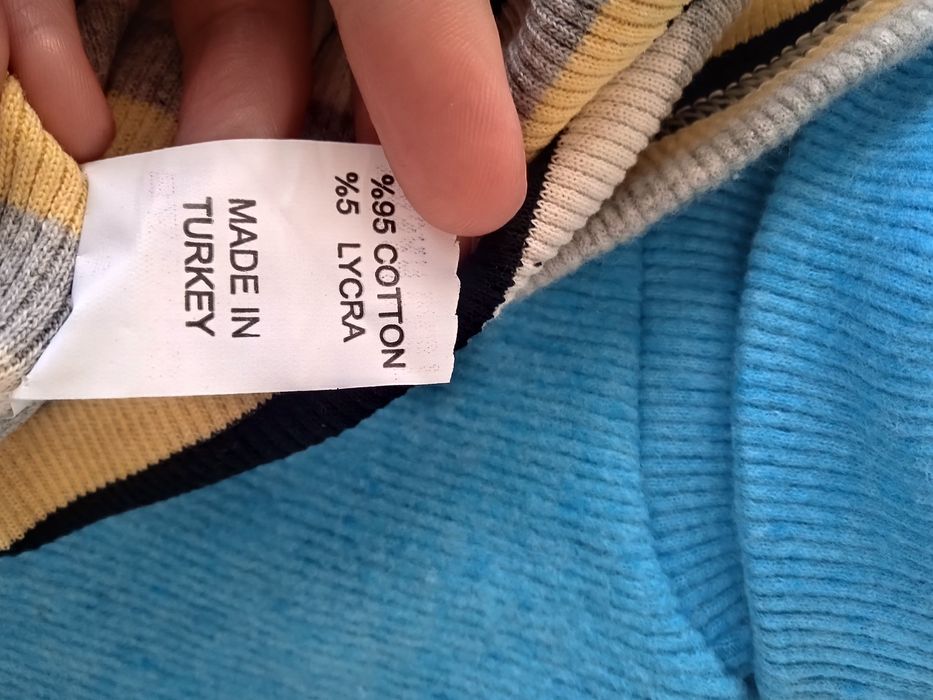 %95 COTTON
%5 LYCRA
MADE IN
TURKEY